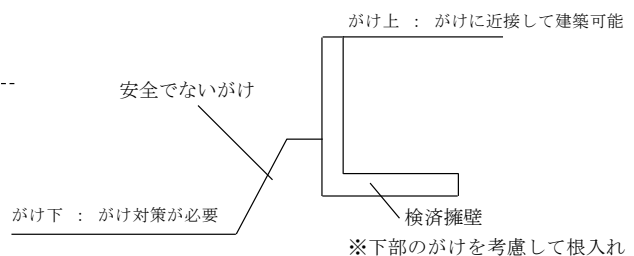 がけ上 : がけに近接して建築可能
安全でないがけ
がけ下 : がけ対策が必要
検済擁壁
※下部のがけを考慮して根入れ